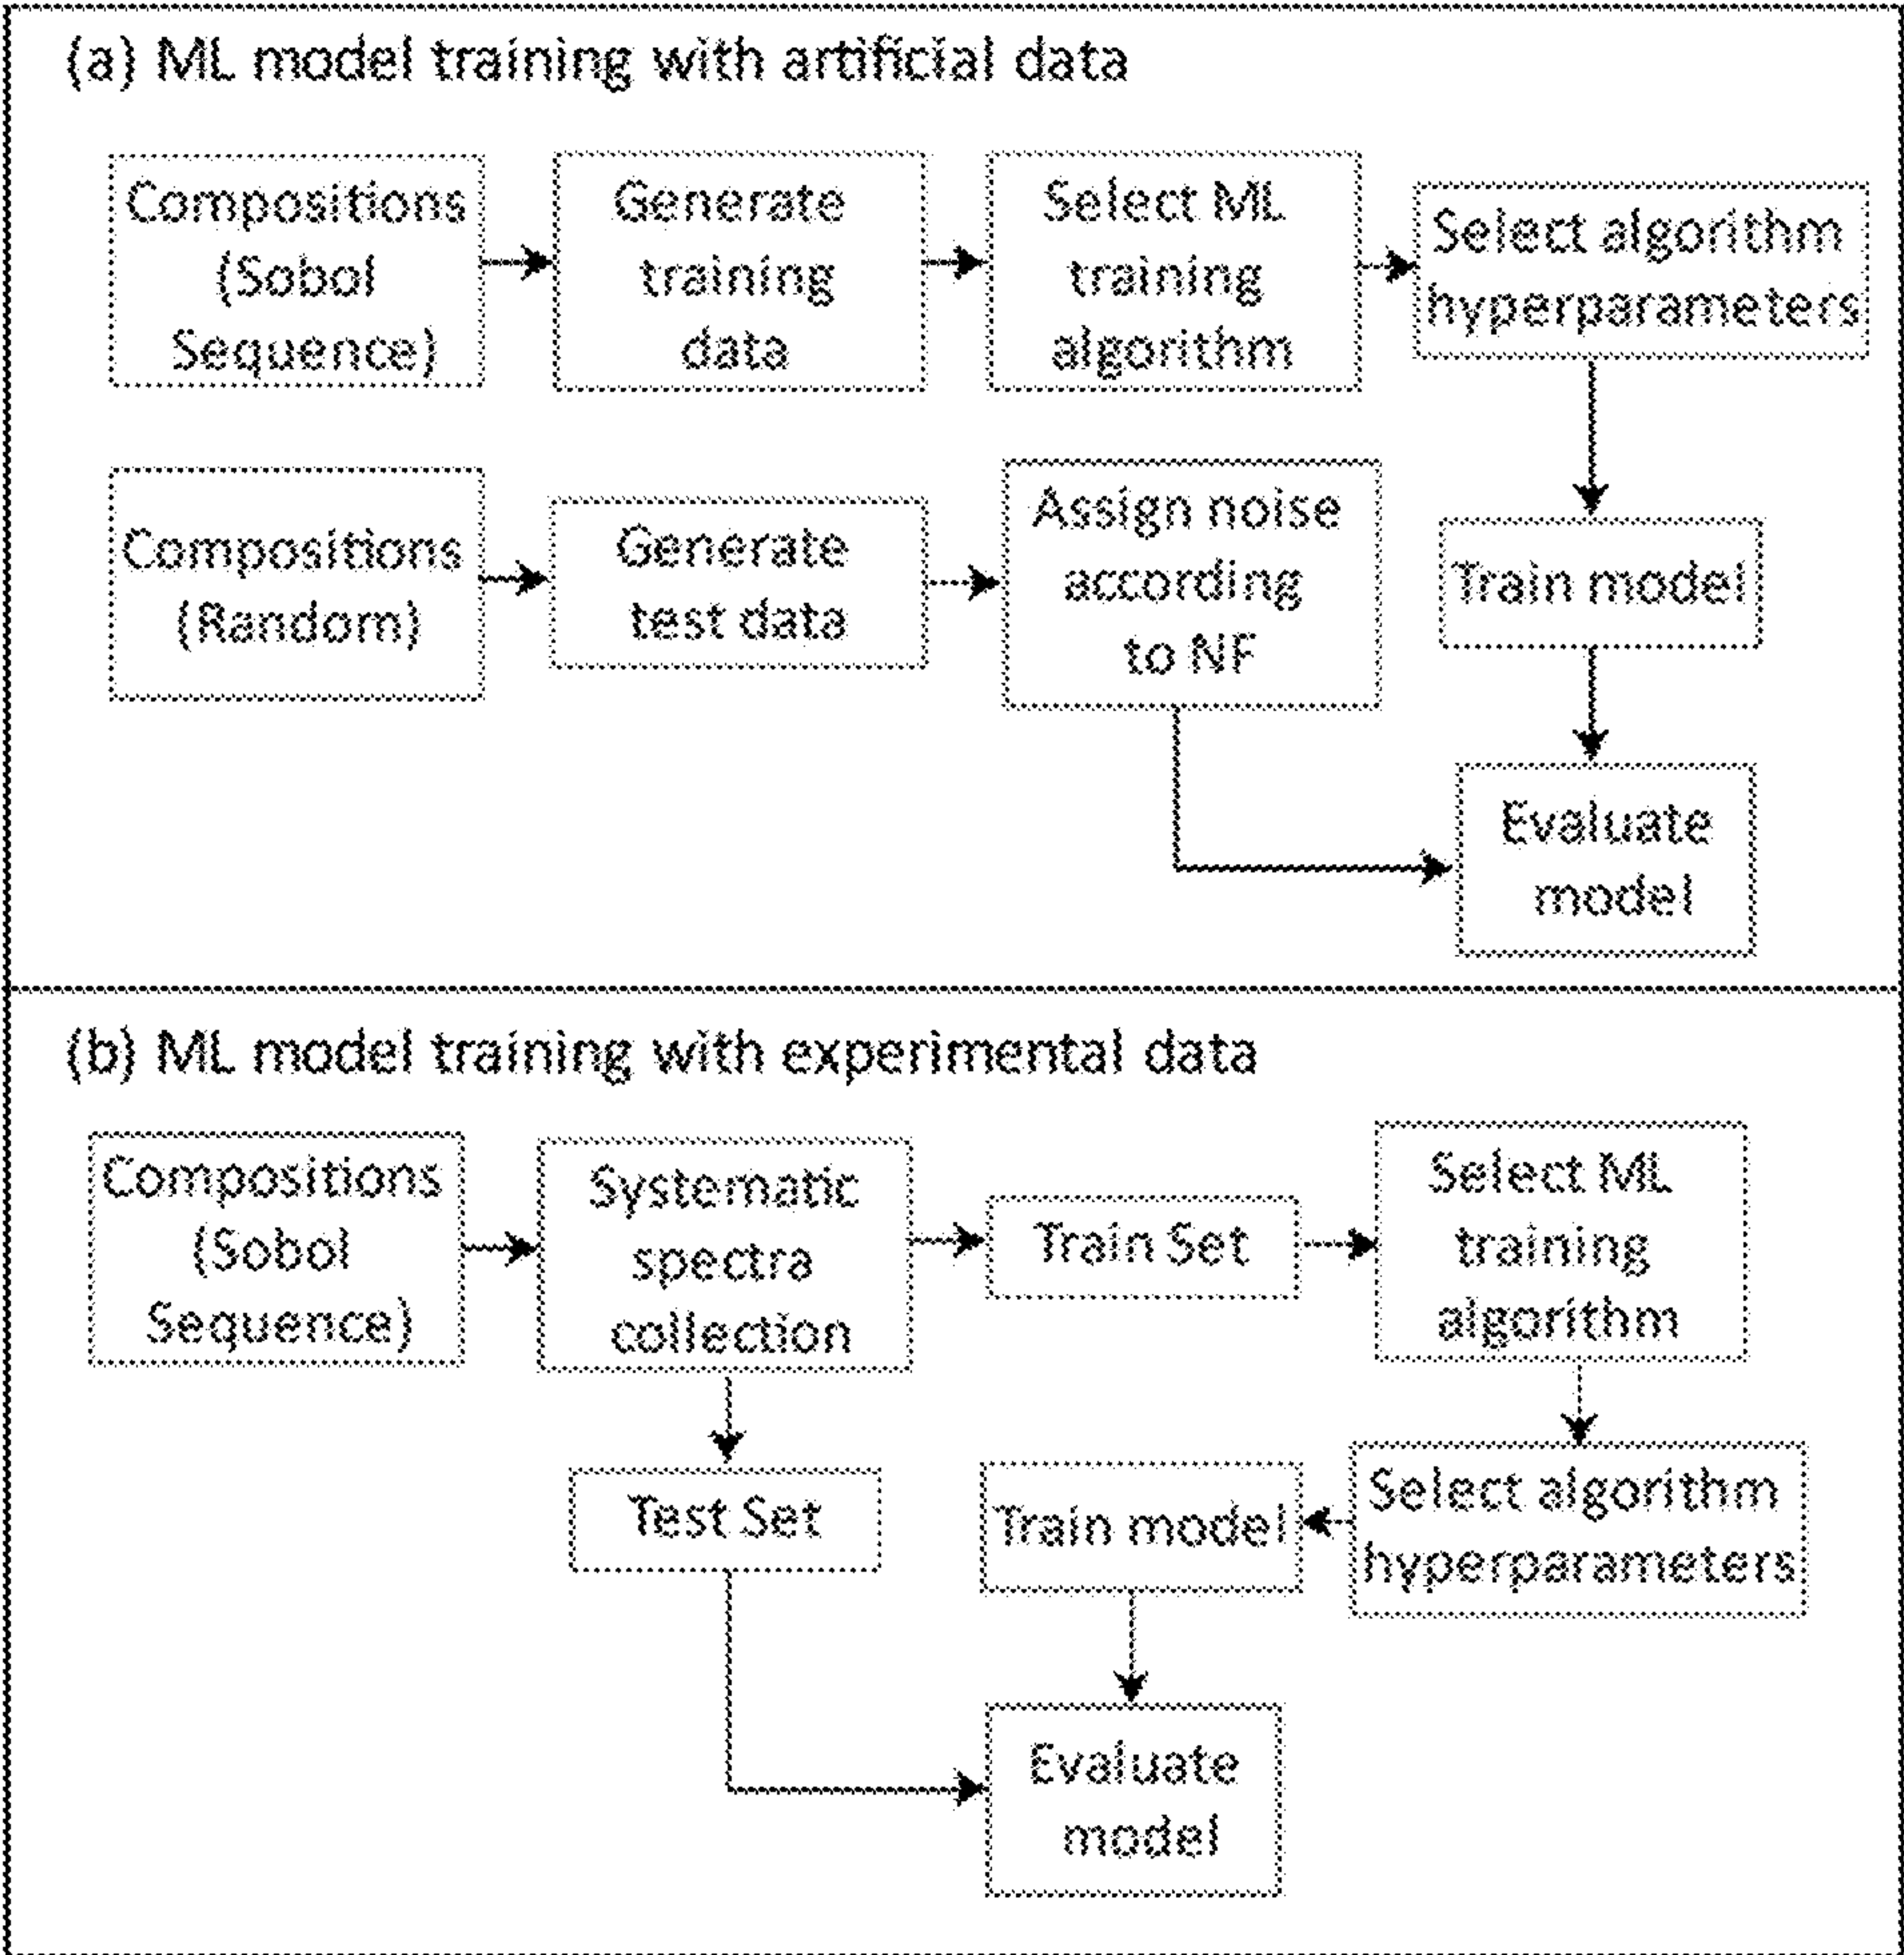 (a) ML model training with artificial data
Compositions
(Sobol
Sequence)
Generate
training
data
Select ML
training
algorithm
Select algorithm
hyperparameters
Compositions
(Random)
Generate
test data
Assign noise
according
to NF
Train model
Evaluate
model
(b) ML model training with experimental data
Compositions
(Sobol
Sequence)
Systematic
spectra
collection
Train Set
Select ML
training
algorithm
Test Set
Train model
Select algorithm
hyperparameters
Evaluate
model